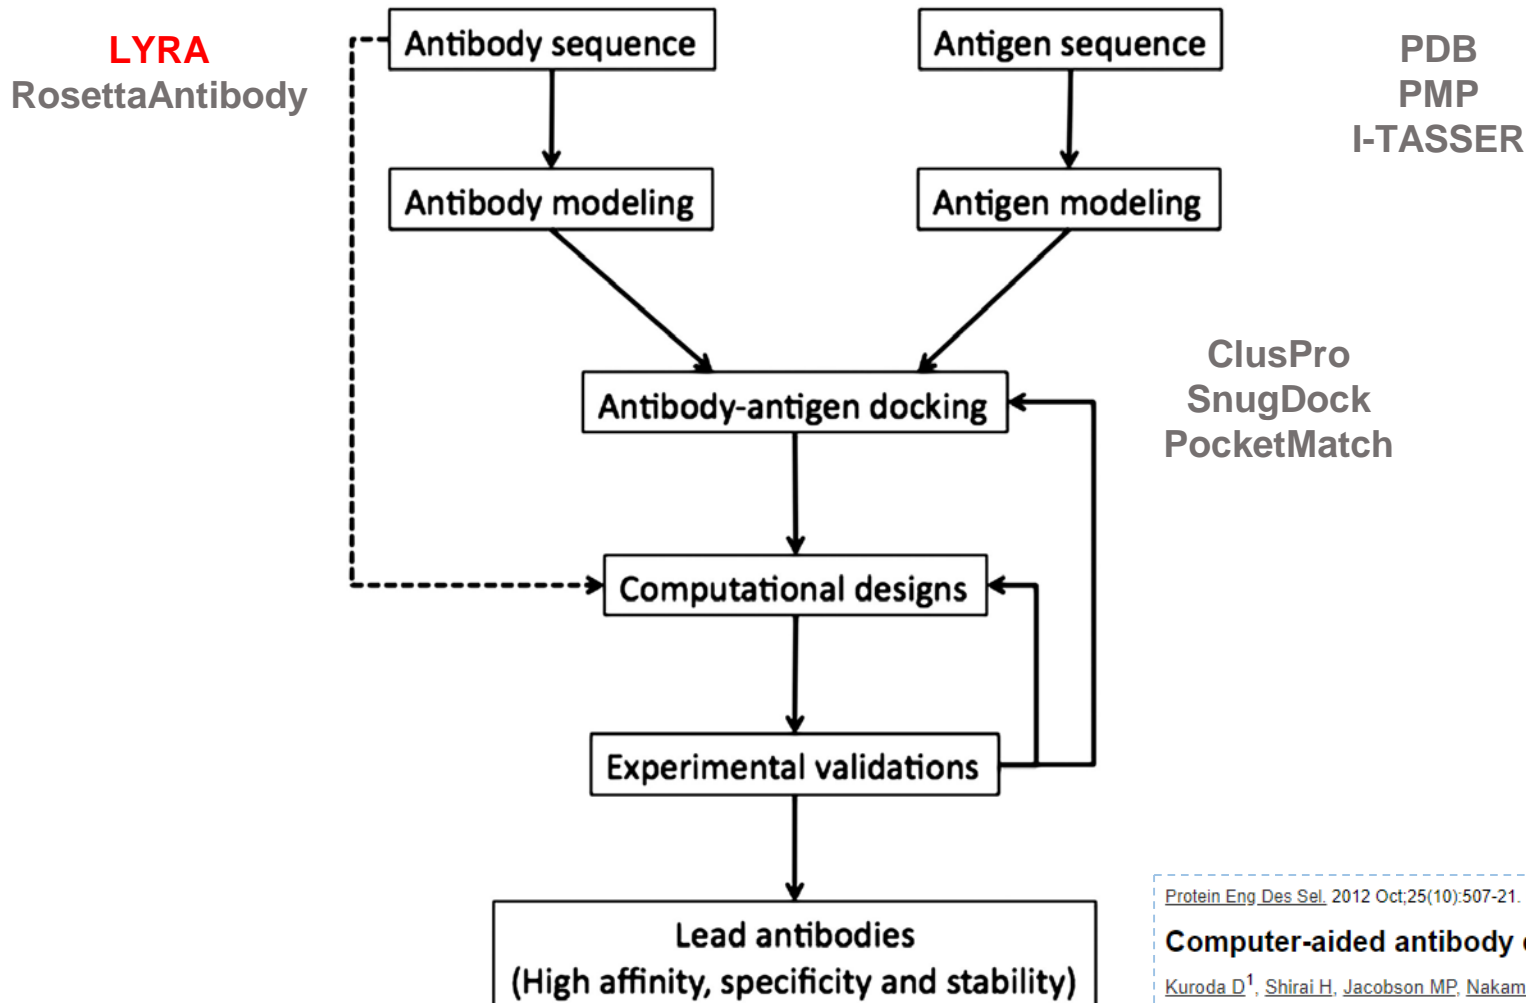 LYRA
RosettaAntibody
Antibody sequence
Antigen sequence
PDB
PMP
I-TASSER
Antibody modeling
Antigen modeling
ClusPro
SnugDock
PocketMatch
Antibody-antigen docking
Computational designs
Experimental validations
Lead antibodies
(High affinity, specificity and stability)
Protein Eng Des Sel. 2012 Oct;25(10):507-21.
Computer-aided antibody
Kuroda D1, Shirai H, Jacobson MP, Nakam